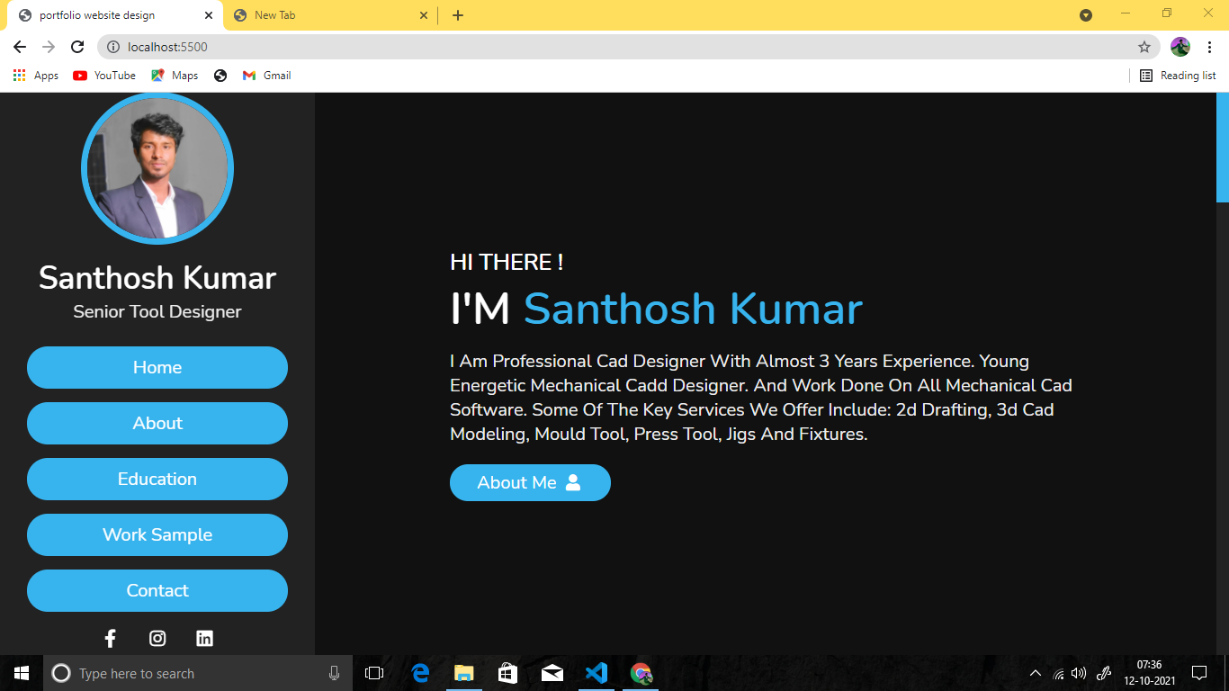 portfolio website design
New Tab
localhost:5500
Apps YouTube Maps Gmail Reading list
Santhosh Kumar
Senior Tool Designer
Home
About
Education
Work Sample
Contact
HI THERE !
I'M Santhosh Kumar
I Am Professional Cad Designer With Almost 3 Years Experience. Young
Energetic Mechanical Cadd Designer. And Work Done On All Mechanical Cad
Software. Some Of The Key Services We Offer Include: 2d Drafting, 3d Cad
Modeling, Mould Tool, Press Tool, Jigs And Fixtures.
About Me
Type here to search
07:36
12-10-2021